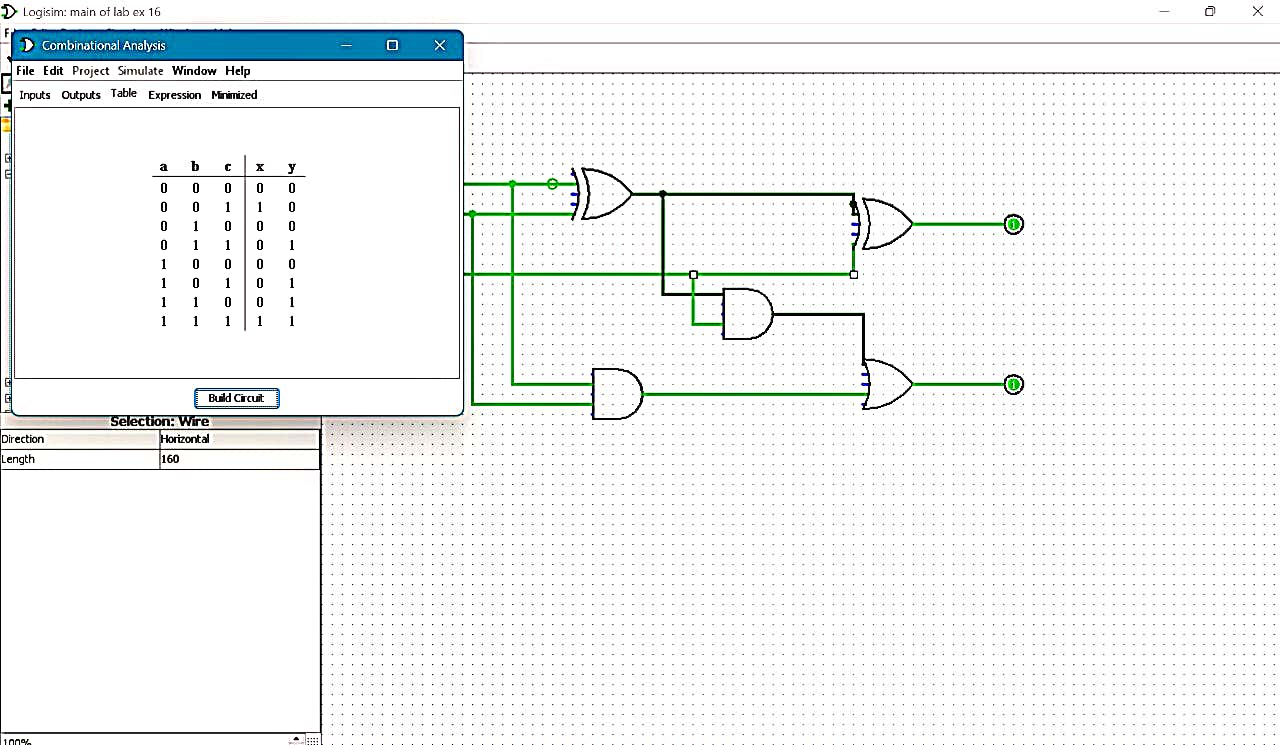 Logisim: main of lab ex 16
Combinational Analysis
File Edit Project Simulate Window Help
Inputs Outputs Table Expression Minimized
a b c x y
0 0 0 0 0
0 0 1 1 0
0 1 0 0 0
0 1 1 0 1
1 0 0 0 0
1 0 1 0 1
1 1 0 0 1
1 1 1 1 1
Build Circuit
Selection: Wire
Direction Horizontal
Length 160
100%
1
1